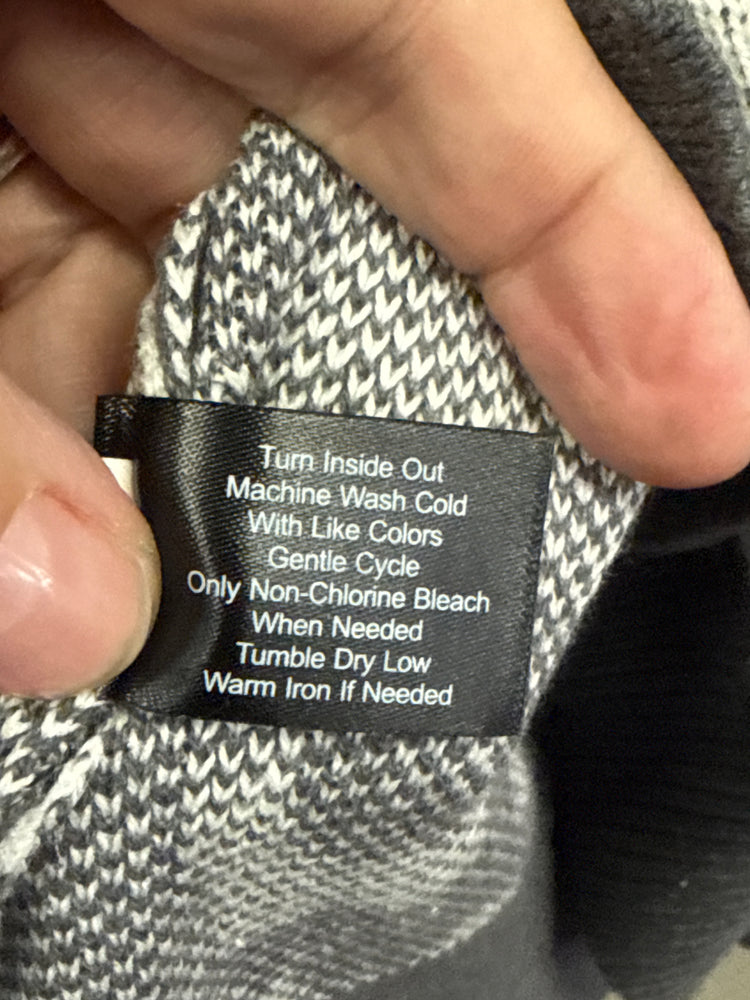 Turn Inside Out
Machine Wash Cold
With Like Colors
Gentle Cycle
Only Non-Chlorine Bleach
When Needed
Tumble Dry Low
Warm Iron If Needed